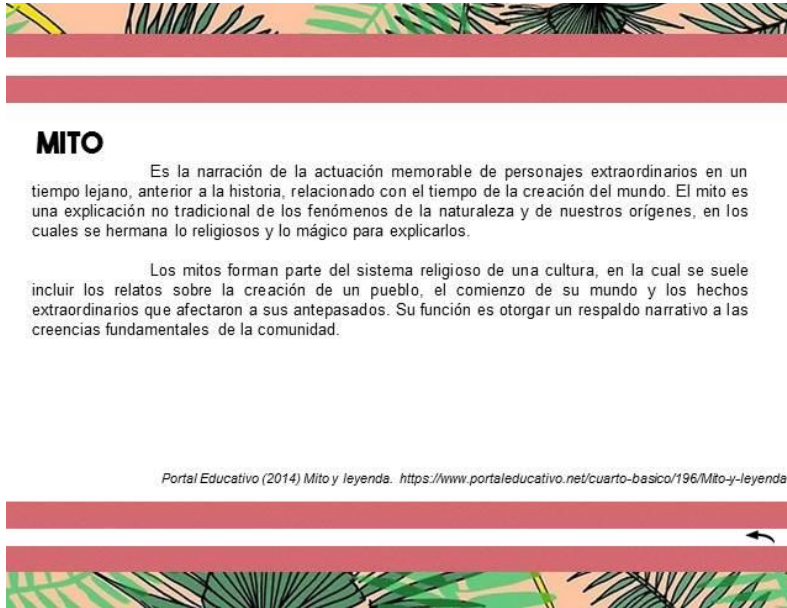 MITO
Es la narración de la actuación memorable de personajes extraordinarios en un
tiempo lejano, anterior a la historia, relacionado con el tiempo de la creación del mundo. El mito es
una explicación no tradicional de los fenómenos de la naturaleza y de nuestros orígenes, en los
cuales se hermana lo religiosos y lo mágico para explicarlos.
Los mitos forman parte del sistema religioso de una cultura, en la cual se suele
incluir los relatos sobre la creación de un pueblo, el comienzo de su mundo y los hechos
extraordinarios que afectaron a sus antepasados. Su función es otorgar un respaldo narrativo a las
creencias fundamentales de la comunidad.
Portal Educativo (2014) Mito y leyenda. https://www.portaleducativo.net/cuarto-basico/196/Mito-y-leyenda